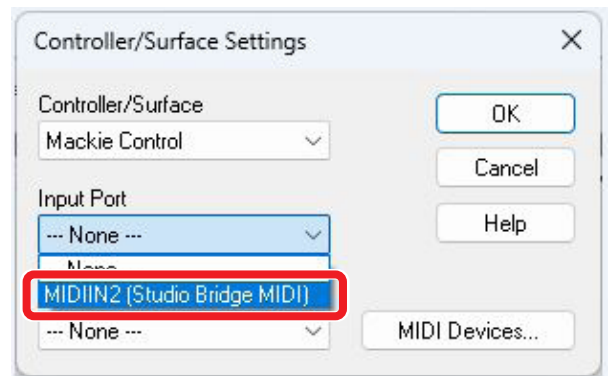 Controller/Surface Settings
Controller/Surface
Mackie Control
OK
Cancel
Input Port
--- None ---
Help
MIDIIN2 (Studio Bridge MIDI)
--- None ---
MIDI Devices...